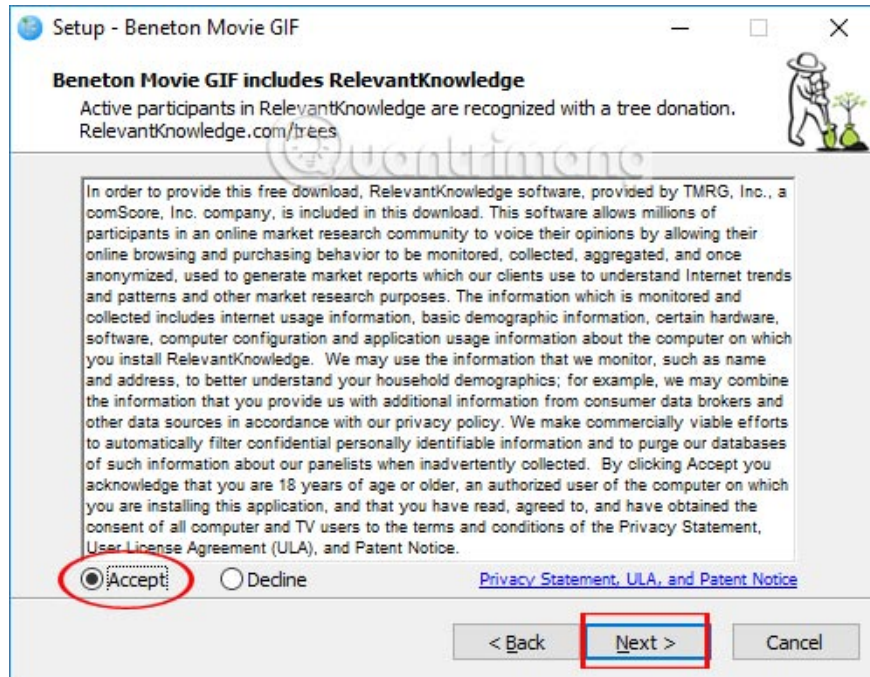 Setup - Beneton Movie GIF
Beneton Movie GIF includes RelevantKnowledge
Active participants in RelevantKnowledge are recognized with a tree donation.
RelevantKnowledge.com/trees
Quantrimang
In order to provide this free download, RelevantKnowledge software, provided by TMRG, Inc., a
comScore, Inc. company, is included in this download. This software allows millions of
participants in an online market research community to voice their opinions by allowing their
online browsing and purchasing behavior to be monitored, collected, aggregated, and once
anonymized, used to generate market reports which our clients use to understand Internet trends
and patterns and other market research purposes. The information which is monitored and
collected includes internet usage information, basic demographic information, certain hardware,
software, computer configuration and application usage information about the computer on which
you install RelevantKnowledge.  We may use the information that we monitor, such as name
and address, to better understand your household demographics; for example, we may combine
the information that you provide us with additional information from consumer data brokers and
other data sources in accordance with our privacy policy. We make commercially viable efforts
to automatically filter confidential personally identifiable information and to purge our databases
of such information about our panelists when inadvertently collected.  By clicking Accept you
acknowledge that you are 18 years of age or older, an authorized user of the computer on which
you are installing this application, and that you have read, agreed to, and have obtained the
consent of all computer and TV users to the terms and conditions of the Privacy Statement,
User License Agreement (ULA), and Patent Notice.
Accept Decline Privacy Statement, ULA, and Patent Notice
< Back Next > Cancel